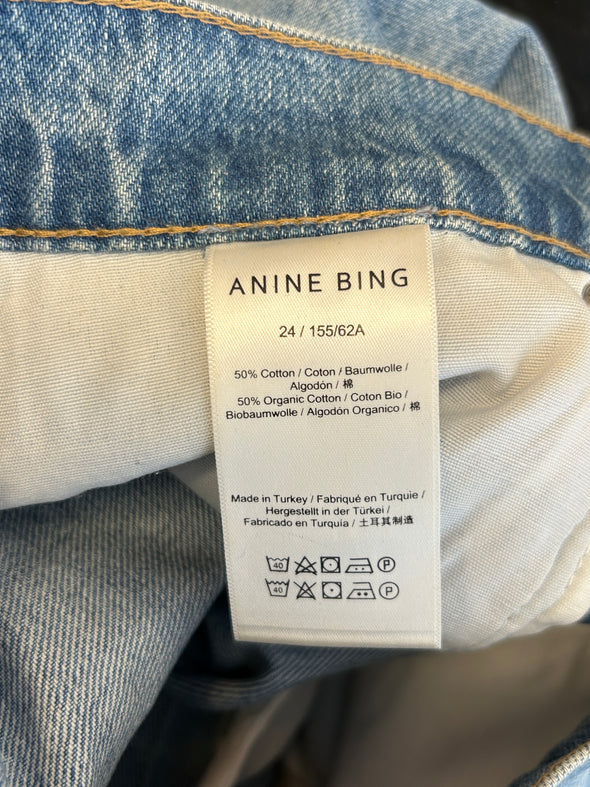 ANINE BING
24 / 155/62A
50% Cotton / Coton / Baumwolle /
Algodón / 棉
50% Organic Cotton / Coton Bio /
Biobaumwolle / Algodón Organico / 棉
Made in Turkey / Fabriqué en Turquie /
Hergestellt in der Türkei /
Fabricado en Turquía / 土耳其制造
40 P
40 P